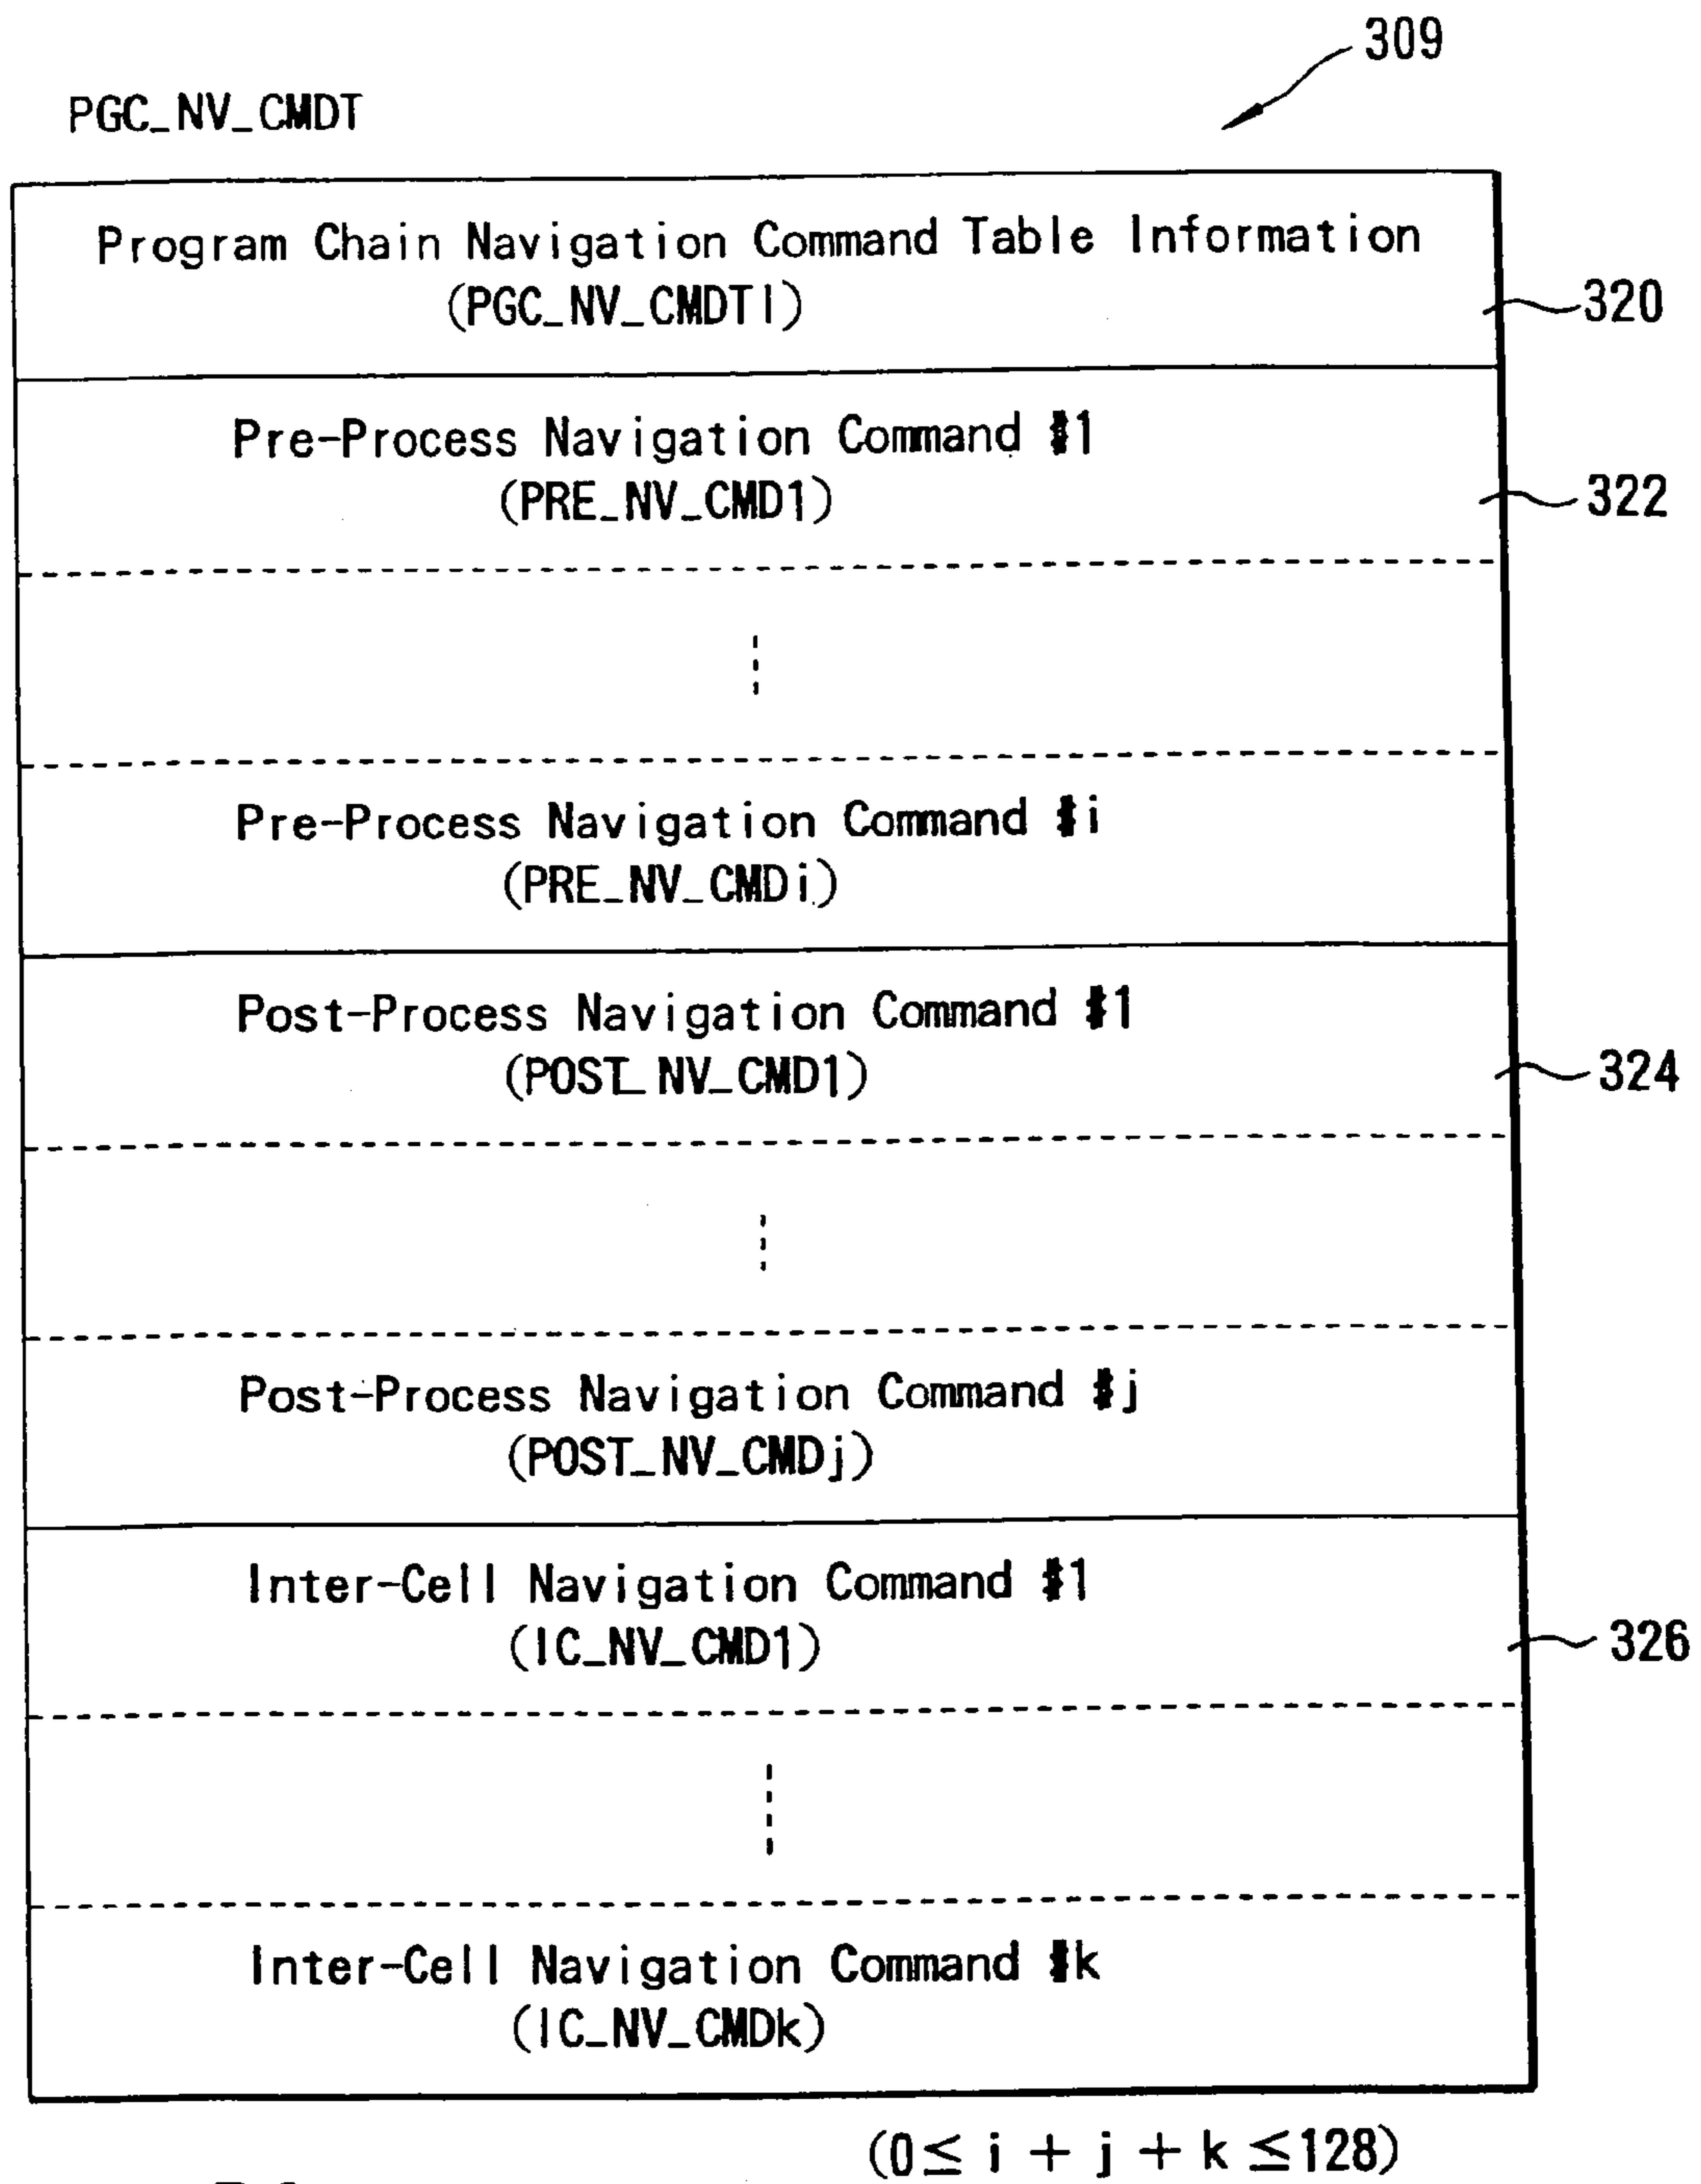 309
PGC_NV_CMDT
Program Chain Navigation Command Table Information
(PGC_NV_CMDTI)
320
Pre-Process Navigation Command #1
(PRE_NV_CMD1)
322
Pre-Process Navigation Command #i
(PRE_NV_CMDi)
Post-Process Navigation Command #1
(POST_NV_CMD1)
324
Post-Process Navigation Command #j
(POST_NV_CMDj)
Inter-Cell Navigation Command #1
(IC_NV_CMD1)
326
Inter-Cell Navigation Command #k
(IC_NV_CMDk)
(0≤ i + j + k ≤128)